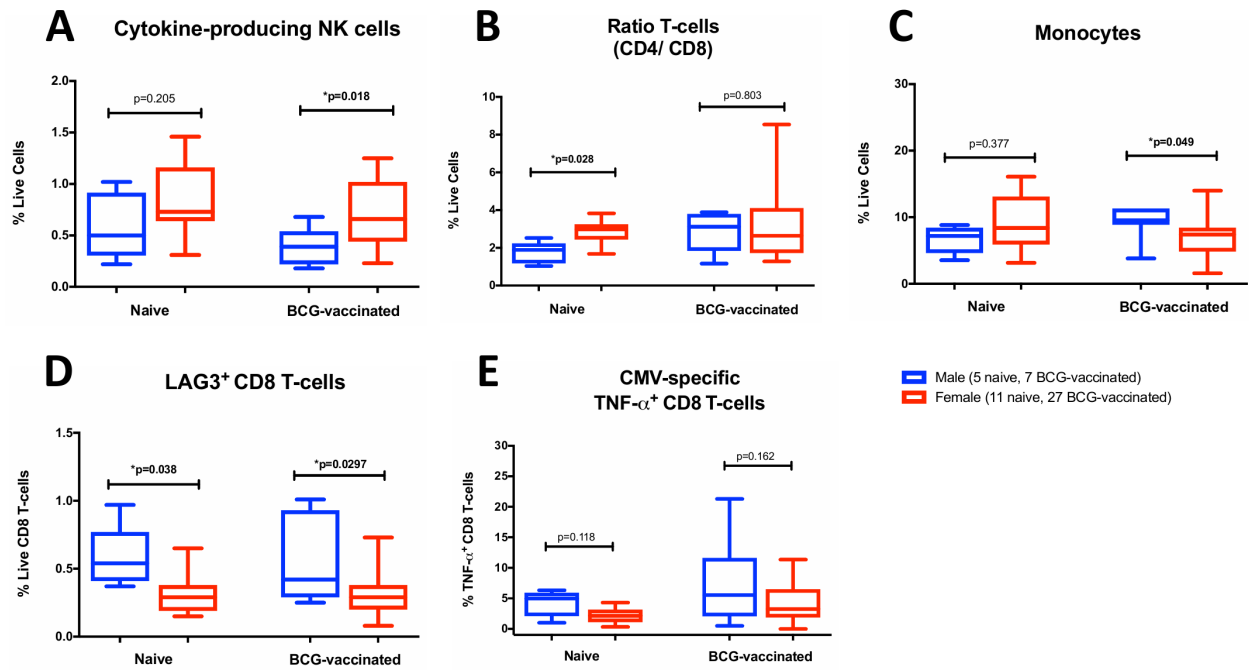 A
Cytokine-producing NK cells
% Live Cells
2.0
1.5
1.0
0.5
0.0
p=0.205
*p=0.018
Naive
BCG-vaccinated
B
Ratio T-cells
(CD4/ CD8)
% Live Cells
10
8
6
4
2
0
*p=0.028
p=0.803
Naive
BCG-vaccinated
C
Monocytes
% Live Cells
30
20
10
0
p=0.377
*p=0.049
Naive
BCG-vaccinated
D
LAG3⁺ CD8 T-cells
% Live CD8 T-cells
1.5
1.0
0.5
0.0
*p=0.038
*p=0.0297
Naive
BCG-vaccinated
E
CMV-specific
TNF-α⁺ CD8 T-cells
% TNF-α⁺ CD8 T-cells
30
25
20
15
10
5
0
p=0.118
p=0.162
Naive
BCG-vaccinated
Male (5 naive, 7 BCG-vaccinated)
Female (11 naive, 27 BCG-vaccinated)